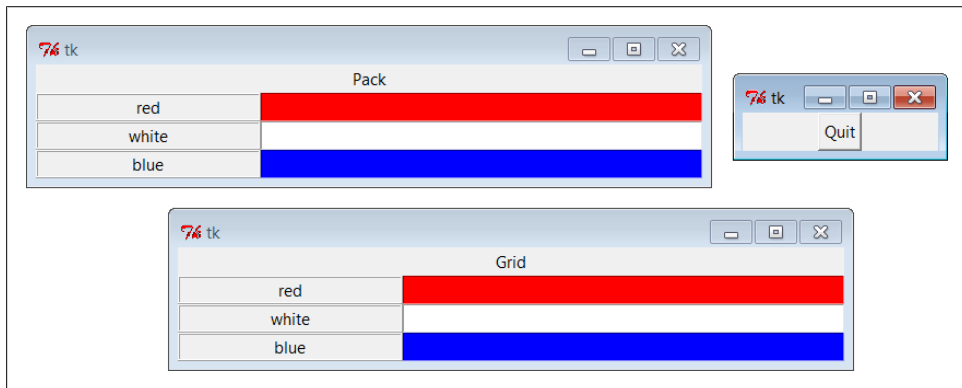 tk
Pack
red
white
blue
tk
Quit
tk
Grid
red
white
blue